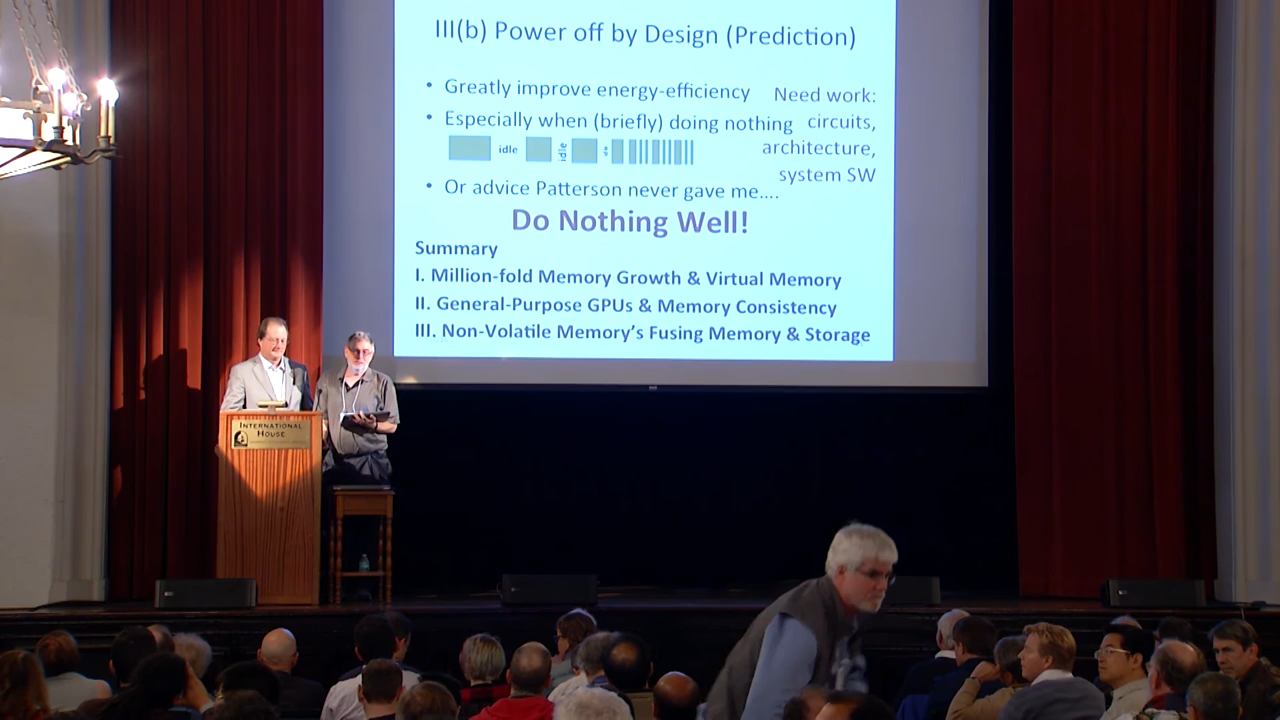 III(b) Power off by Design (Prediction)
• Greatly improve energy-efficiency
• Especially when (briefly) doing nothing
idle
idle
• Or advice Patterson never gave me....
Need work:
circuits,
architecture,
system SW
Do Nothing Well!
Summary
I. Million-fold Memory Growth & Virtual Memory
II. General-Purpose GPUs & Memory Consistency
III. Non-Volatile Memory's Fusing Memory & Storage
INTERNATIONAL
HOUSE